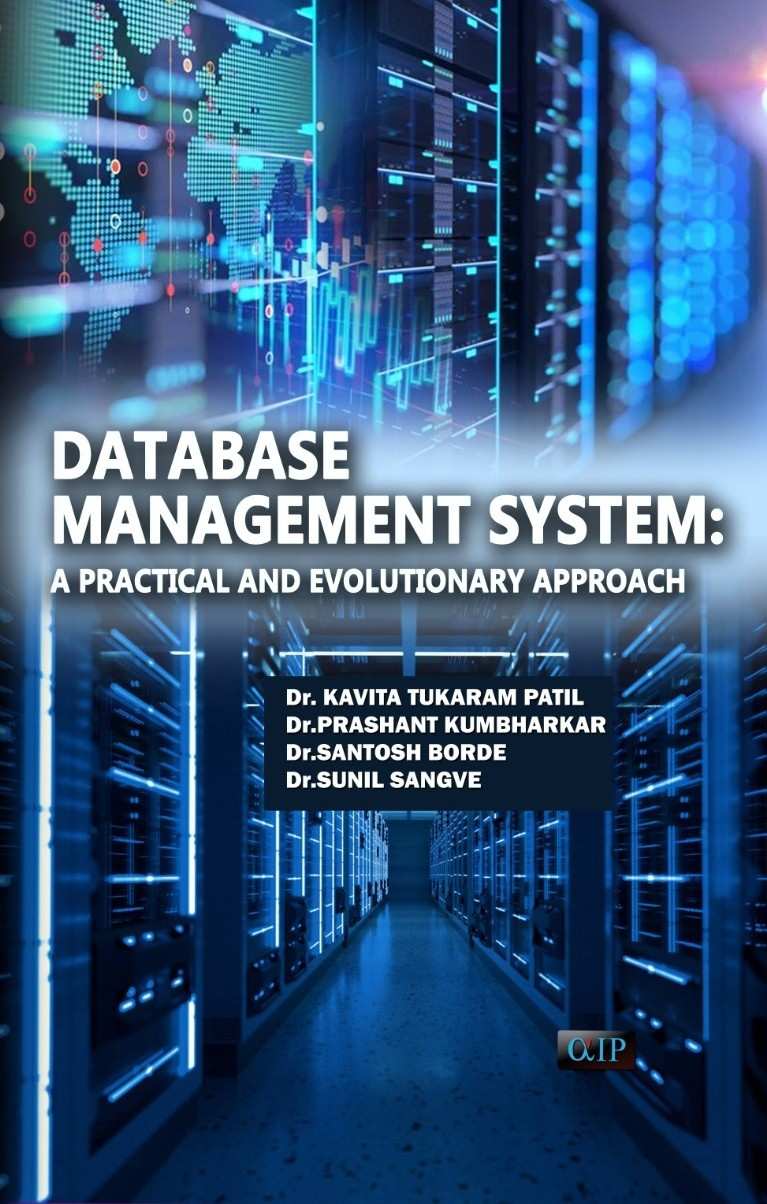 DATABASE
MANAGEMENT SYSTEM:
A PRACTICAL AND EVOLUTIONARY APPROACH
Dr. KAVITA TUKARAM PATIL
Dr.PRASHANT KUMBHARKAR
Dr.SANTOSH BORDE
Dr.SUNIL SANGVE
αIP